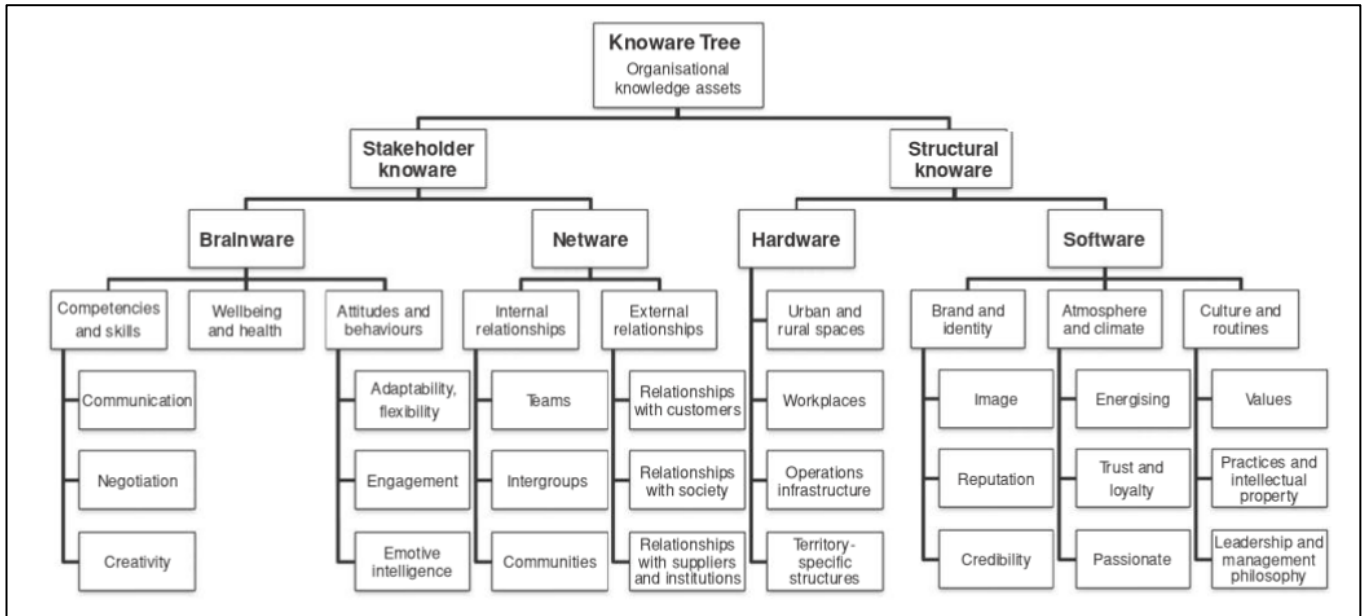 Knoware Tree
Organisational
knowledge assets
Stakeholder
knoware
Structural
knoware
Brainware
Netware
Hardware
Software
Competencies
and skills
Wellbeing
and health
Attitudes and
behaviours
Internal
relationships
External
relationships
Urban and
rural spaces
Brand and
identity
Atmosphere
and climate
Culture and
routines
Communication
Adaptability,
flexibility
Teams
Relationships
with customers
Workplaces
Image
Energising
Values
Negotiation
Engagement
Intergroups
Relationships
with society
Operations
infrastructure
Reputation
Trust and
loyalty
Practices and
intellectual
property
Creativity
Emotive
intelligence
Communities
Relationships
with suppliers
and institutions
Territory-
specific
structures
Credibility
Passionate
Leadership and
management
philosophy